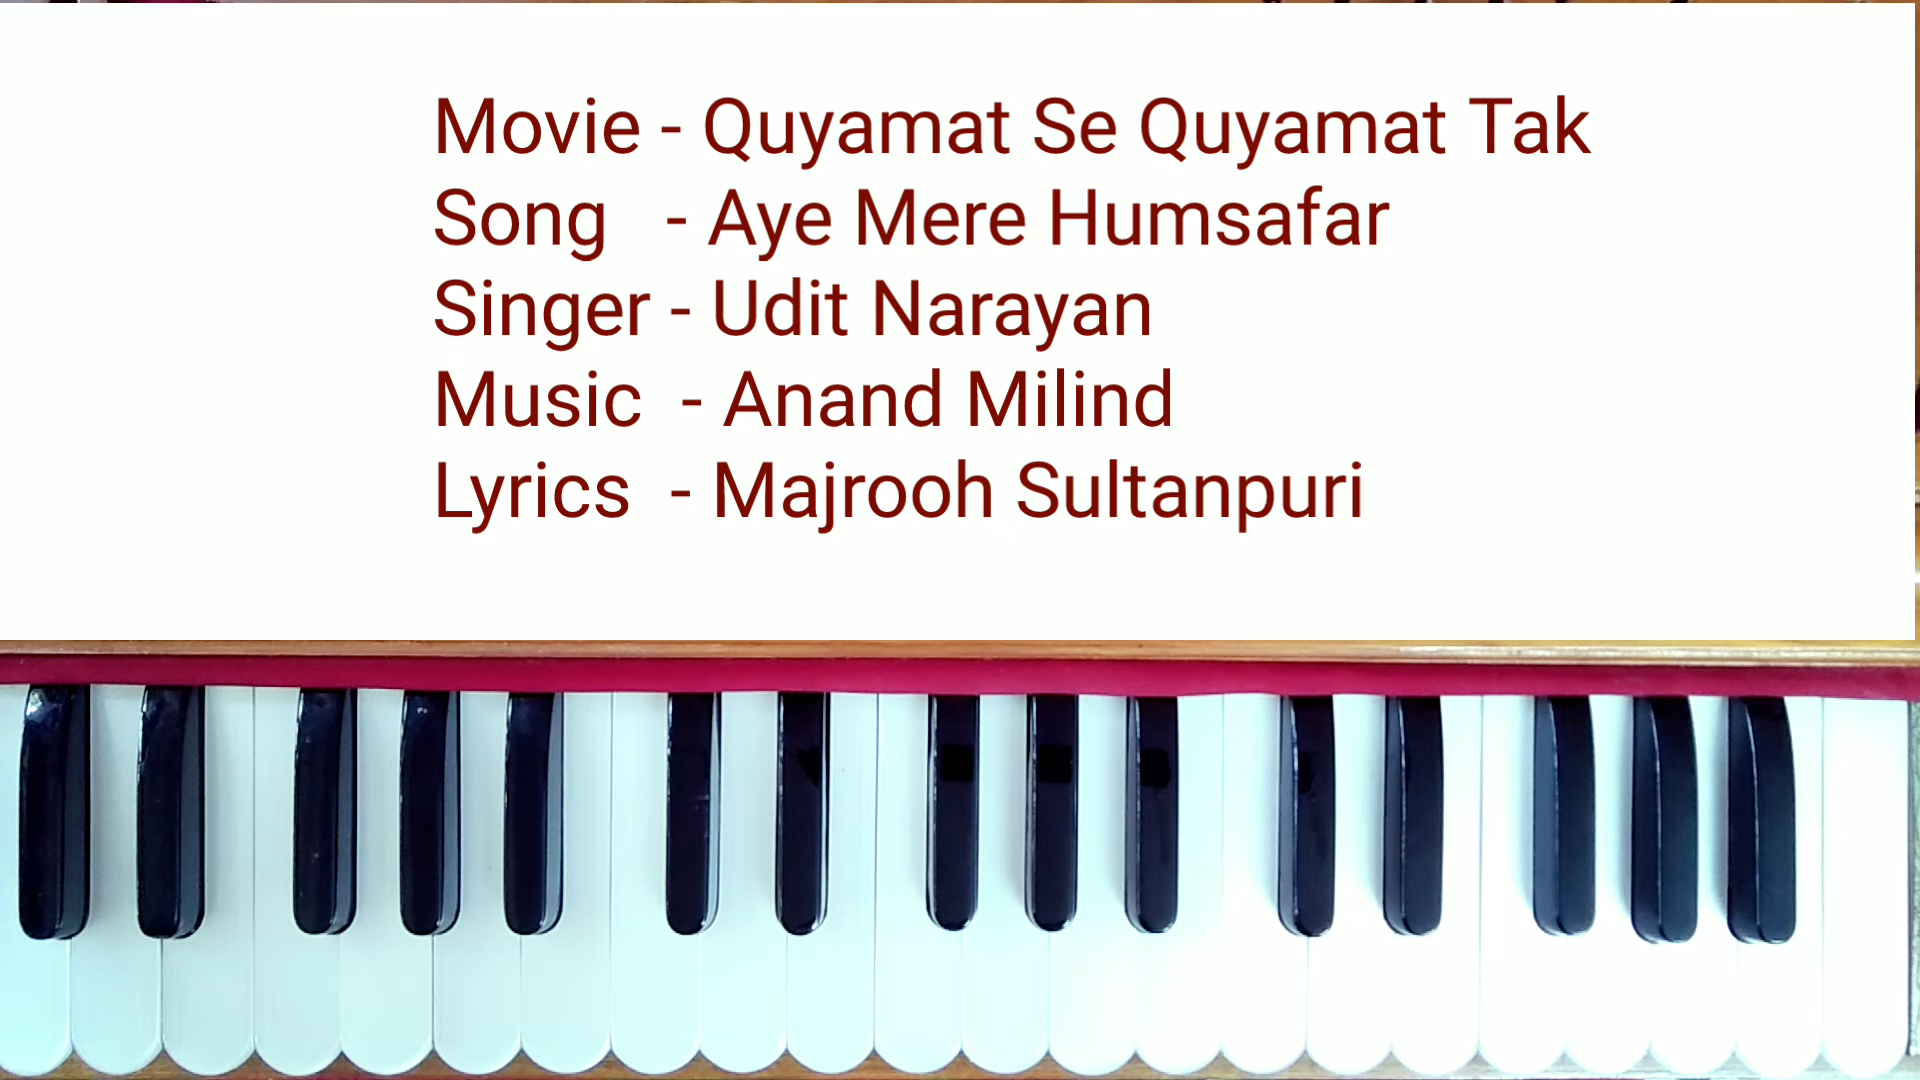 Movie - Quyamat Se Quyamat Tak
Song - Aye Mere Humsafar
Singer - Udit Narayan
Music - Anand Milind
Lyrics - Majrooh Sultanpuri